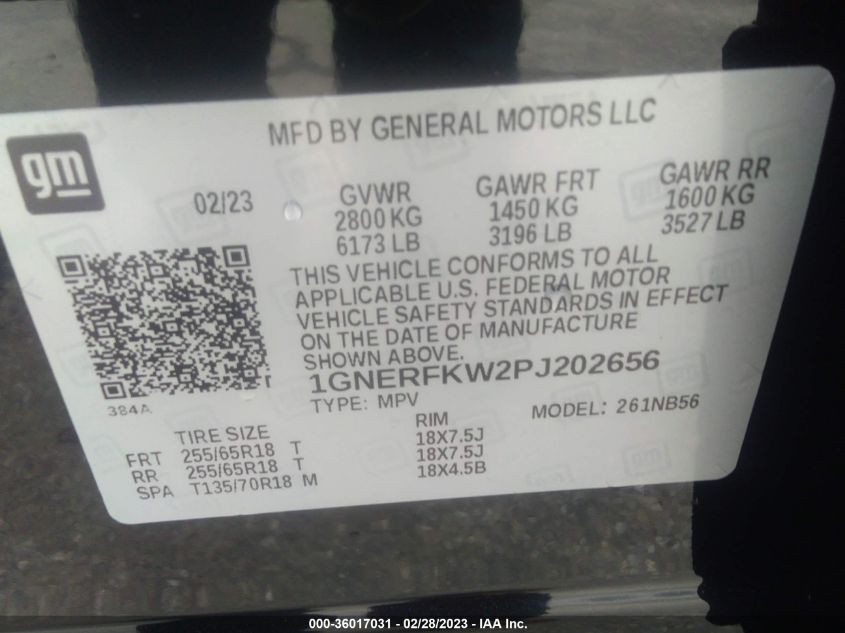 MFD BY GENERAL MOTORS LLC
gm
02/23
GVWR
2800 KG
6173 LB
GAWR FRT
1450 KG
3196 LB
GAWR RR
1600 KG
3527 LB
THIS VEHICLE CONFORMS TO ALL
APPLICABLE U.S. FEDERAL MOTOR
VEHICLE SAFETY STANDARDS IN EFFECT
ON THE DATE OF MANUFACTURE
SHOWN ABOVE.
1GNERFKW2PJ202656
384A
TYPE: MPV
MODEL: 261NB56
TIRE SIZE RIM
FRT 255/65R18 T 18X7.5J
RR 255/65R18 T 18X7.5J
SPA T135/70R18 M 18X4.5B
000-36017031 - 02/28/2023 - IAA Inc.